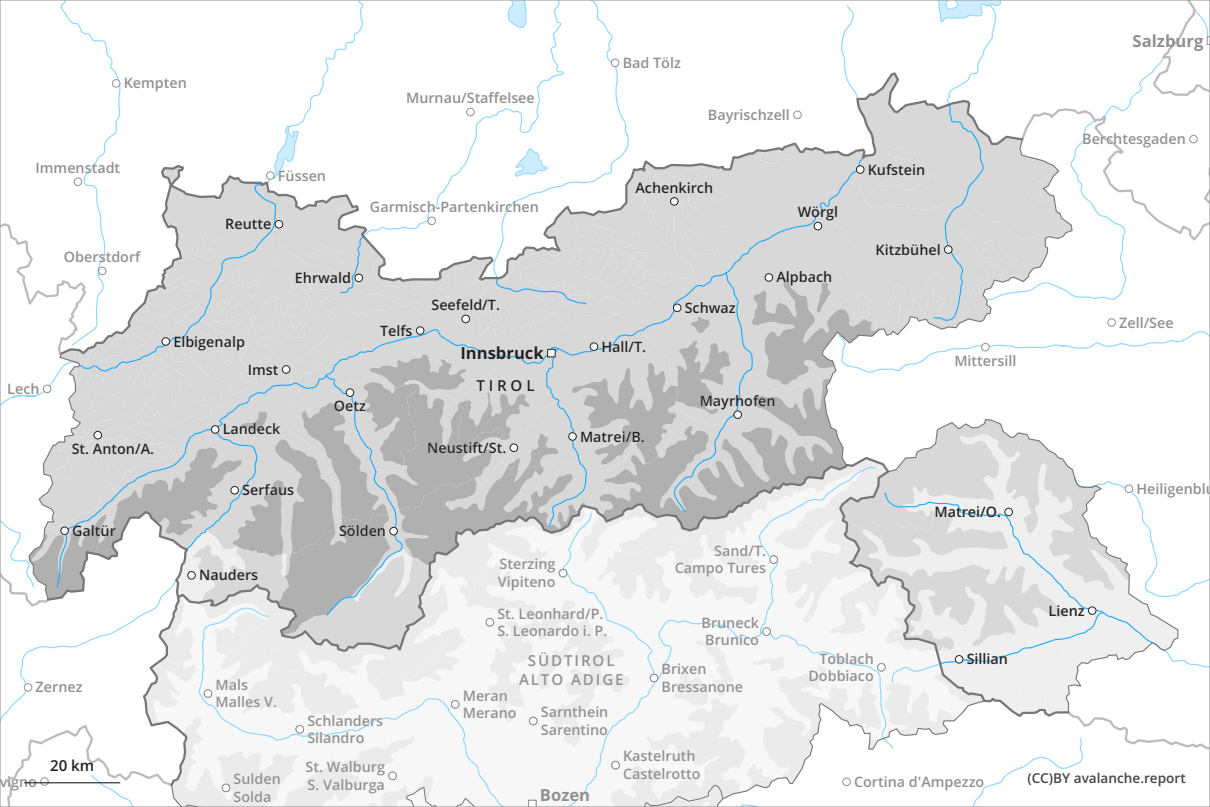 Salzburg
Bad Tölz
Kempten
Murnau/Staffelsee
Bayrischzell
Berchtesgaden
Immenstadt
Füssen
Kufstein
Achenkirch
Garmisch-Partenkirchen
Wörgl
Reutte
Kitzbühel
Oberstdorf
Ehrwald
Alpbach
Seefeld/T.
Schwaz
Zell/See
Telfs
Elbigenalp
Innsbruck
Hall/T.
Mittersill
Imst
TIROL
Lech
Oetz
Mayrhofen
Landeck
Matrei/B.
St. Anton/A.
Neustift/St.
Serfaus
Heiligenblu
Matrei/O.
Galtür
Sölden
Sand/T.
Campo Tures
Sterzing
Vipiteno
Nauders
Lienz
St. Leonhard/P.
S. Leonardo i. P.
Bruneck
Brunico
SÜDTIROL
ALTO ADIGE
Toblach
Dobbiaco
Sillian
Brixen
Bressanone
Zernez
Mals
Malles V.
Meran
Merano
Sarnthein
Sarentino
Schlanders
Silandro
Kastelruth
Castelrotto
St. Walburg
S. Valburga
20 km
vigno
Sulden
Solda
Cortina d'Ampezzo
(CC)BY avalanche.report
Bozen